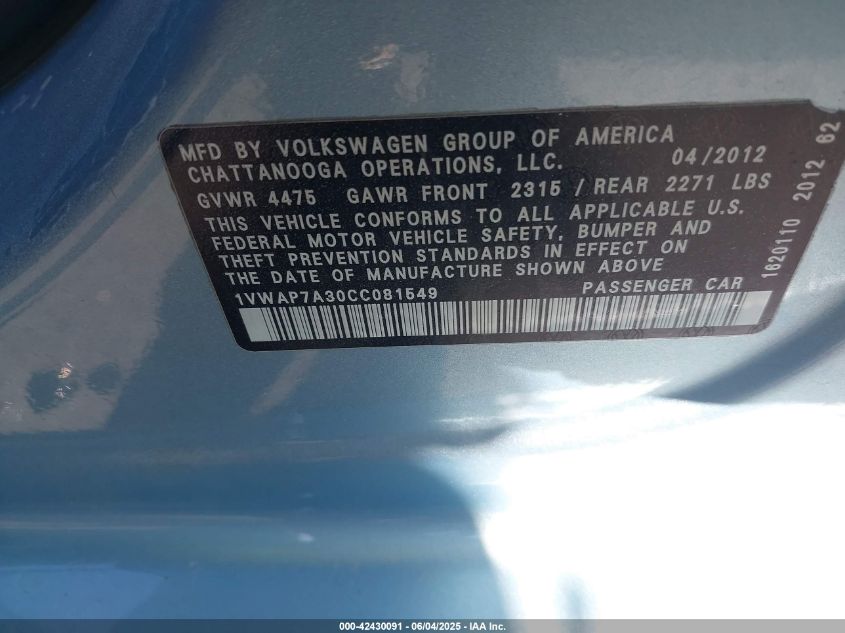 MFD BY VOLKSWAGEN GROUP OF AMERICA
CHATTANOOGA OPERATIONS, LLC. 04/2012
GVWR 4475 GAWR FRONT 2315 / REAR 2271 LBS
THIS VEHICLE CONFORMS TO ALL APPLICABLE U.S.
FEDERAL MOTOR VEHICLE SAFETY, BUMPER AND
THEFT PREVENTION STANDARDS IN EFFECT ON
THE DATE OF MANUFACTURE SHOWN ABOVE
1VWAP7A30CC081549 PASSENGER CAR
1620110 2012 62
000-42430091 - 06/04/2025 - IAA Inc.